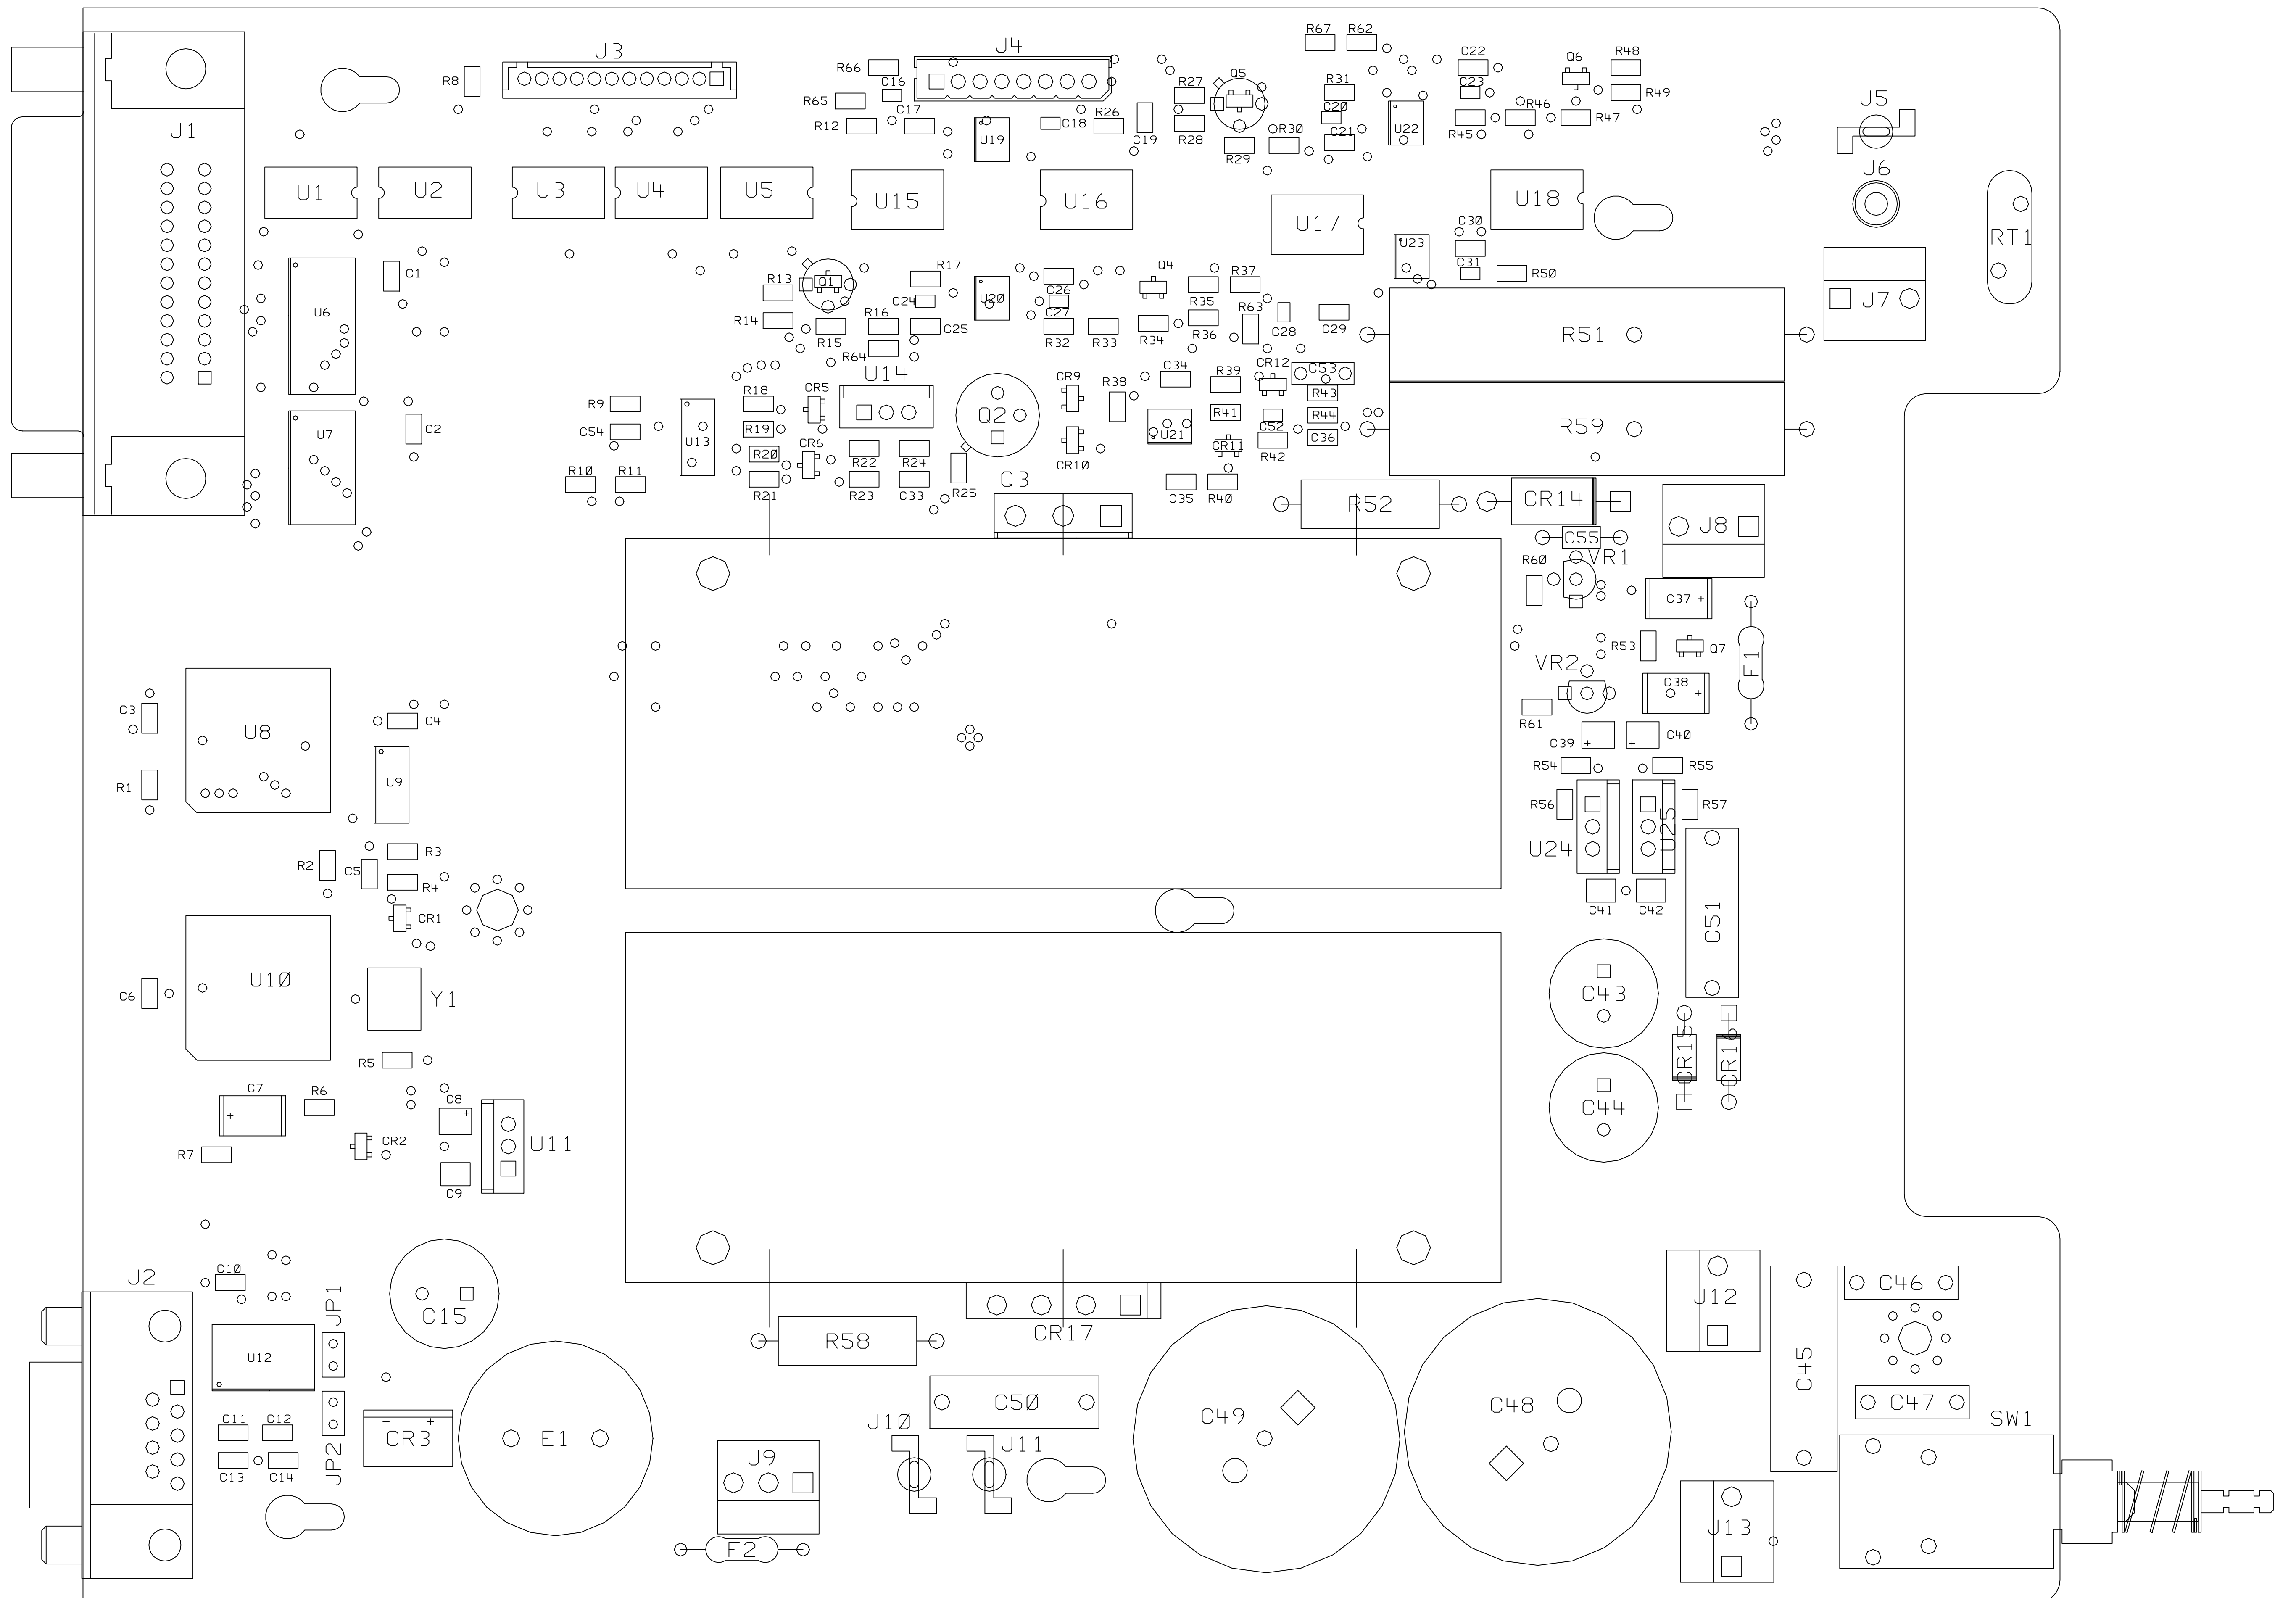 R67 R62
J3 J4 C22 Q6 R48
R66 Q5
R8 C16 R27 R31 C23 R49
R65 C17 C20 R46 J5
J1 R12 C18 R26 U22 R45 R47
U19 C19 R28 R30 C21
R29
J6
U1 U2 U3 U4 U5 U15 U16 U18
U17 C30
U23 RT1
C1 R17 Q4 R37 C31 R50
R13 Q1 C26
C24 U20 R35 J7
U6 R14 R16 C27 R63
R15 C25 R32 R33 R34 R36 C28 C29 R51
R64
U14 C34 R39 CR12 C53
R18 CR5 CR9 R38 R43
R9 Q2 R41 R44
C2 U7 C54 R19 U21 C52 R59
U13 CR6 CR11 C36
R20 R22 R24 CR10 R42
R10 R11 Q3
R21 R23 C33 R25 C35 R40 R52 CR14
J8
C55
VR1
R60
C37 +
R53 Q7
VR2 F1
C38
+
C3 R61
C4 U8 C39 + + C40
R54 R55
U9
R1 R56 R57
U25
U24
R3
R2 C5
R4
C41 C42
CR1 C51
U10
C6 Y1 C43
CR15 CR16
R5
C7 R6
+ C8 + C44
CR2 U11
R7
C9
J2 C10 C46
JP1 J12
C15
CR17
R58
U12
C45
C50 C49 C48 C47
C11 C12 J10 SW1
- +
CR3 E1 J11
JP2 J9
C13 C14
J13
F2